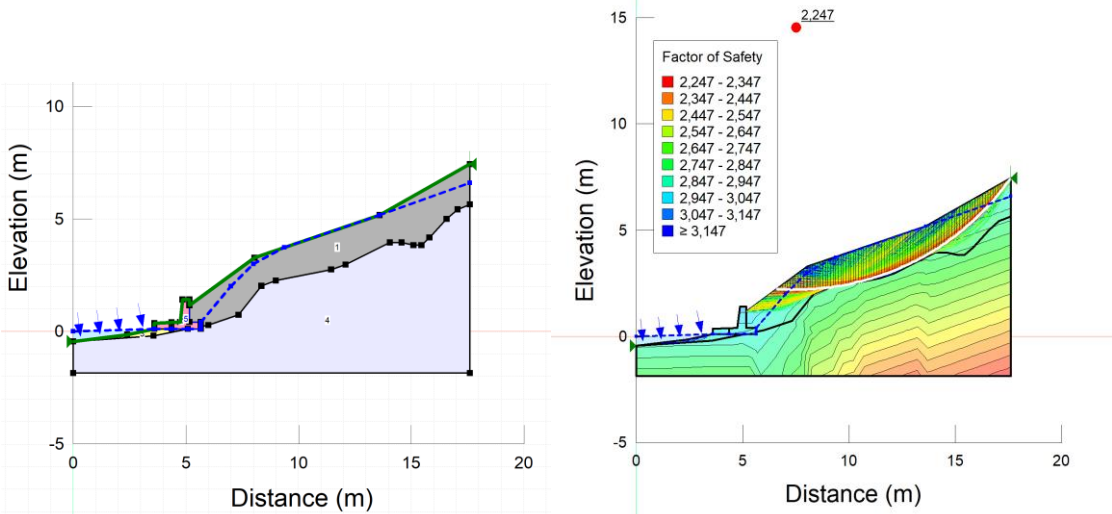 10
5
0
-5
Elevation (m)
1
5
4
0
5
10
15
20
Distance (m)
2,247
15
10
5
0
-5
Elevation (m)
Factor of Safety
2,247 - 2,347
2,347 - 2,447
2,447 - 2,547
2,547 - 2,647
2,647 - 2,747
2,747 - 2,847
2,847 - 2,947
2,947 - 3,047
3,047 - 3,147
≥ 3,147
0
5
10
15
20
Distance (m)